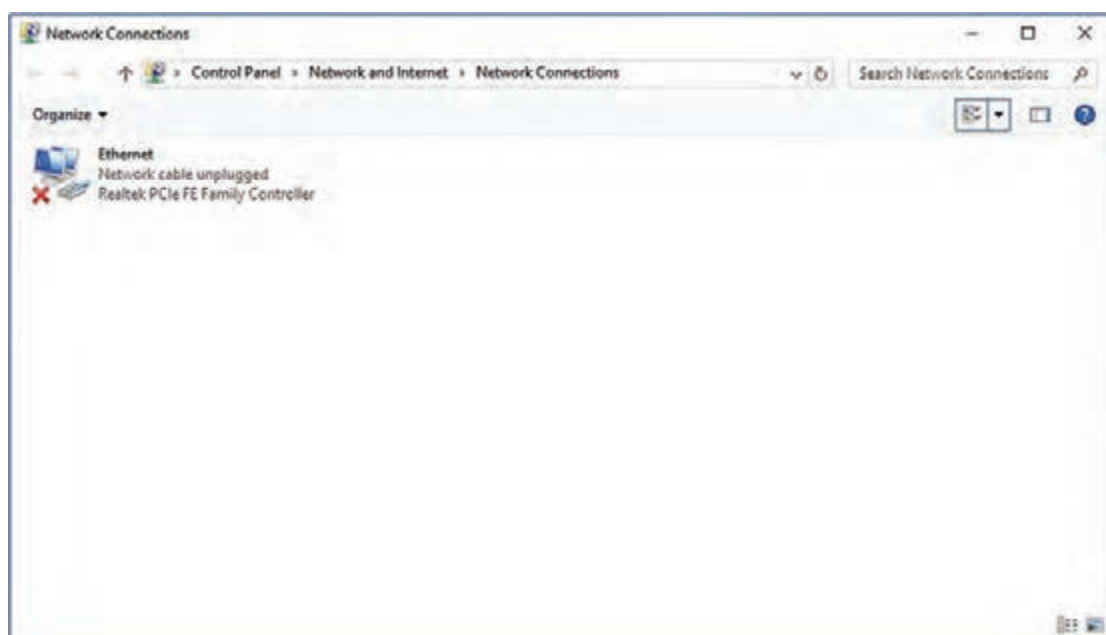 Network Connections
Control Panel > Network and Internet > Network Connections
Search Network Connections
Organize
Ethernet
Network cable unplugged
Realtek PCIe FE Family Controller